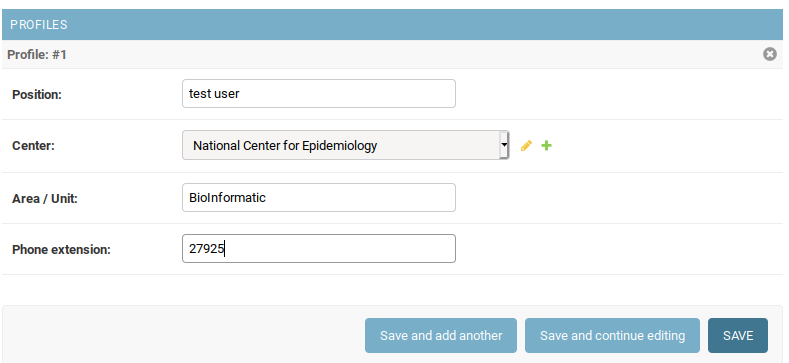 PROFILES
Profile: #1
Position: test user
Center: National Center for Epidemiology
Area / Unit: BioInformatic
Phone extension: 27925
Save and add another Save and continue editing SAVE